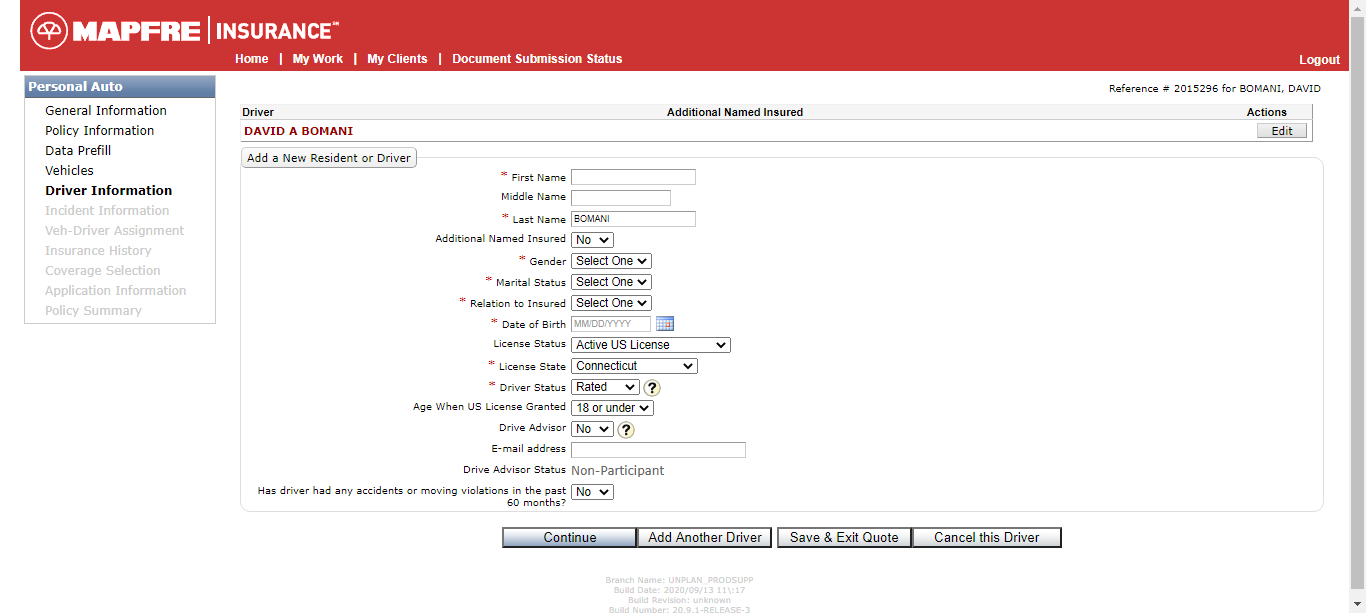 MAPFRE | INSURANCE℠
Home | My Work | My Clients | Document Submission Status
Logout
Personal Auto
General Information
Policy Information
Data Prefill
Vehicles
Driver Information
Incident Information
Veh-Driver Assignment
Insurance History
Coverage Selection
Application Information
Policy Summary
Reference # 2015296 for BOMANI, DAVID
Driver Additional Named Insured Actions
DAVID A BOMANI Edit
Add a New Resident or Driver
* First Name
Middle Name
* Last Name BOMANI
Additional Named Insured No
* Gender Select One
* Marital Status Select One
* Relation to Insured Select One
* Date of Birth MM/DD/YYYY
License Status Active US License
* License State Connecticut
* Driver Status Rated ?
Age When US License Granted 18 or under
Drive Advisor No ?
E-mail address
Drive Advisor Status Non-Participant
Has driver had any accidents or moving violations in the past No
60 months?
Continue Add Another Driver Save & Exit Quote Cancel this Driver
Branch Name: UNPLAN_PRODSUPP
Build Date: 2020/09/13 11\:17
Build Revision: unknown
Build Number: 20.9.1-RELEASE-3